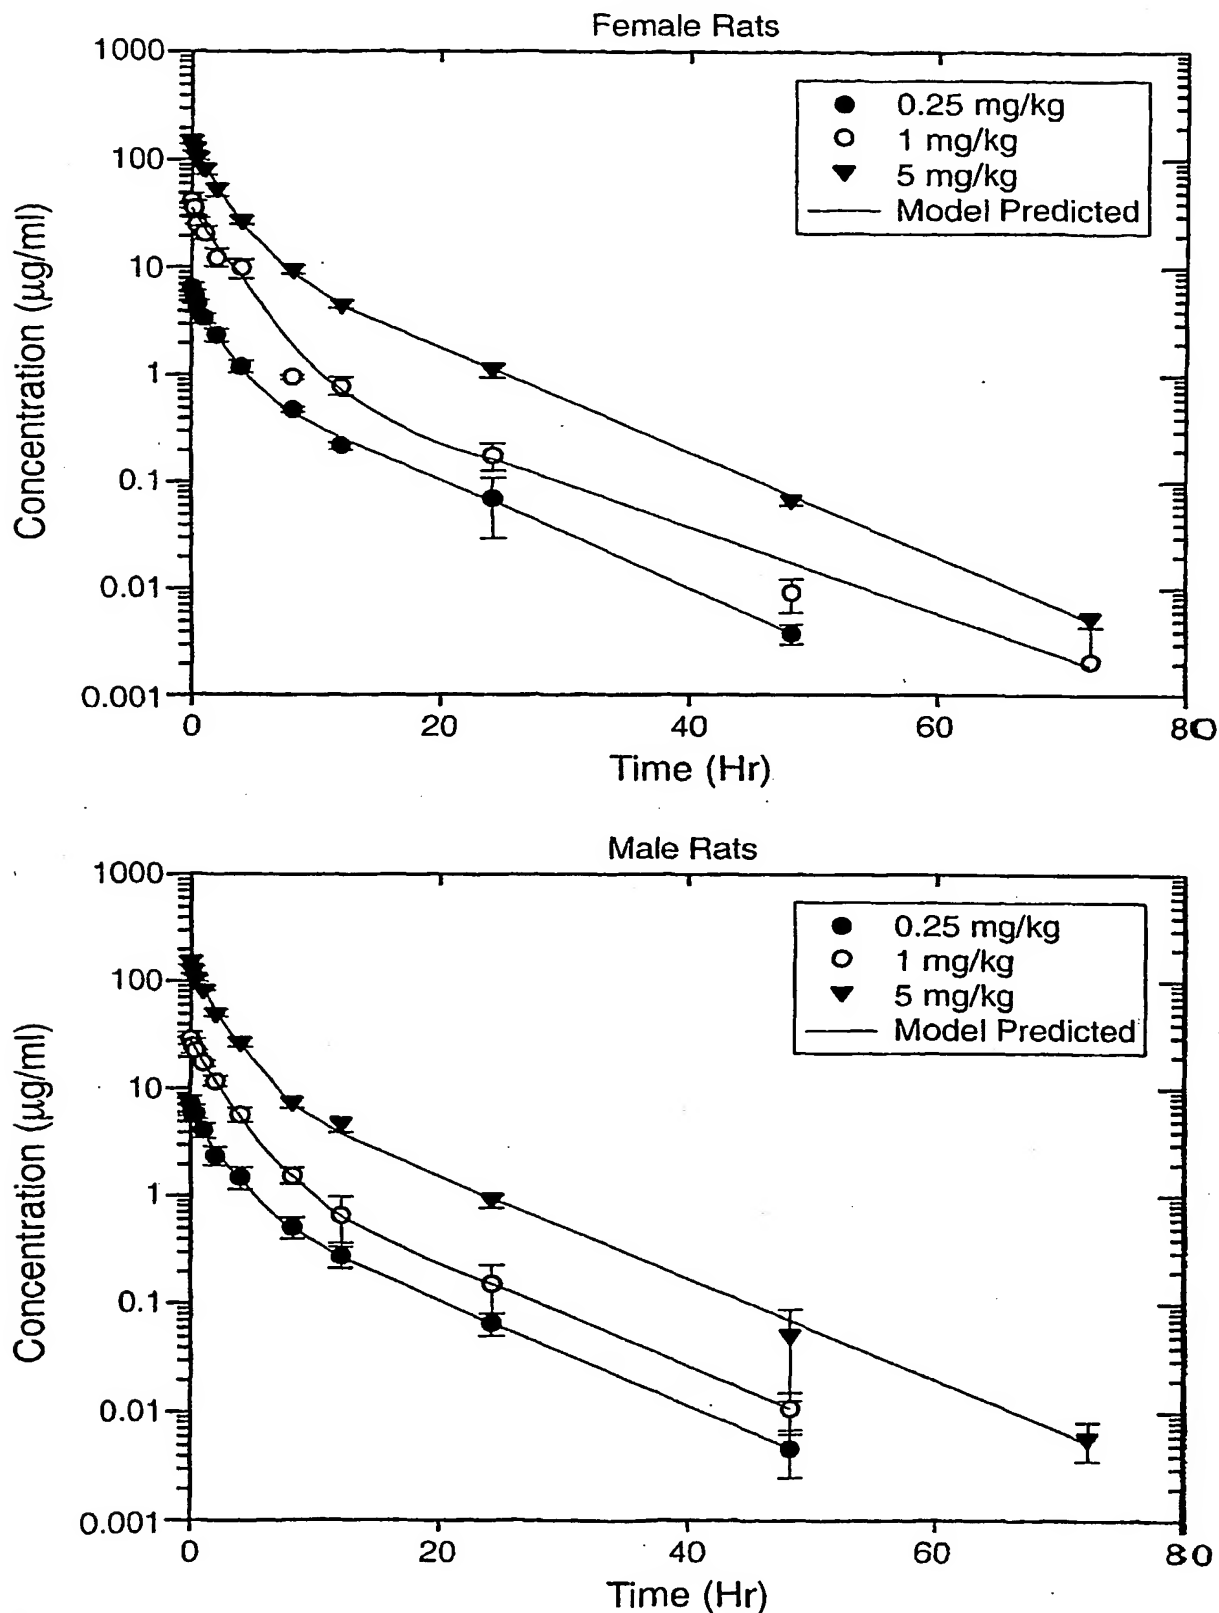 Female Rats
1000
100
10
1
0.1
0.01
0.001
Concentration (µg/ml)
0.25 mg/kg
1 mg/kg
5 mg/kg
Model Predicted
0 20 40 60 80
Time (Hr)
Male Rats
1000
100
10
1
0.1
0.01
0.001
Concentration (µg/ml)
0.25 mg/kg
1 mg/kg
5 mg/kg
Model Predicted
0 20 40 60 80
Time (Hr)